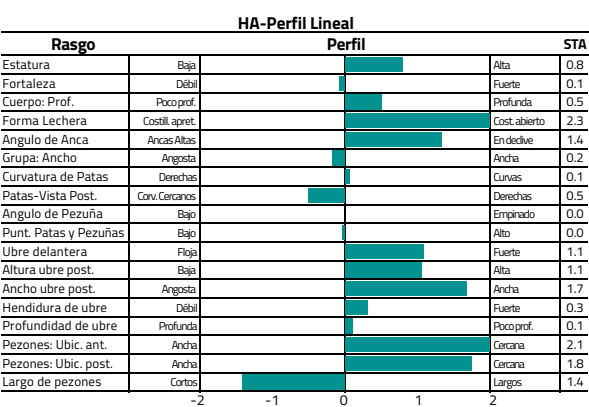 HA-Perfil Lineal
Rasgo Perfil STA
Estatura Baja Alta 0.8
Fortaleza Débil Fuerte 0.1
Cuerpo: Prof. Poco prof. Profunda 0.5
Forma Lechera Costill. apret. Cost. abierto 2.3
Angulo de Anca Ancas Altas En declive 1.4
Grupa: Ancho Angosta Ancha 0.2
Curvatura de Patas Derechas Curvas 0.1
Patas-Vista Post. Corv. Cercanos Derechas 0.5
Angulo de Pezuña Bajo Empinado 0.0
Punt. Patas y Pezuñas Bajo Alto 0.0
Ubre delantera Floja Fuerte 1.1
Altura ubre post. Baja Alta 1.1
Ancho ubre post. Angosta Ancha 1.7
Hendidura de ubre Débil Fuerte 0.3
Profundidad de ubre Profunda Poco prof. 0.1
Pezones: Ubic. ant. Ancha Cercana 2.1
Pezones: Ubic. post. Ancha Cercana 1.8
Largo de pezones Cortos Largos 1.4
-2 -1 0 1 2